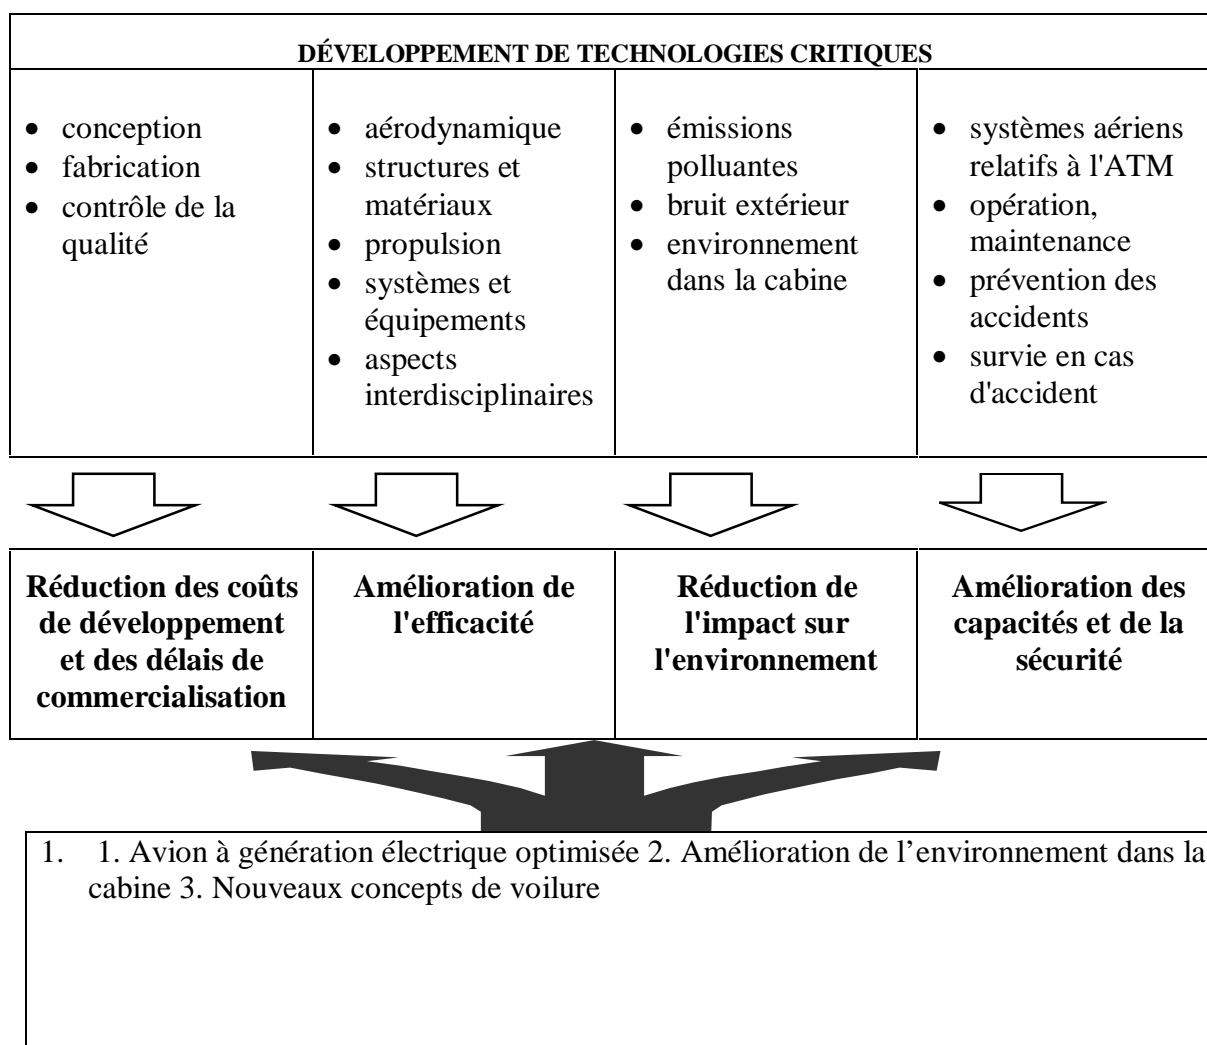 DÉVELOPPEMENT DE TECHNOLOGIES CRITIQUES
• conception
• fabrication
• contrôle de la
qualité
• aérodynamique
• structures et
matériaux
• propulsion
• systèmes et
équipements
• aspects
interdisciplinaires
• émissions
polluantes
• bruit extérieur
• environnement
dans la cabine
• systèmes aériens
relatifs à l'ATM
• opération,
maintenance
• prévention des
accidents
• survie en cas
d'accident
Réduction des coûts
de développement
et des délais de
commercialisation
Amélioration de
l'efficacité
Réduction de
l'impact sur
l'environnement
Amélioration des
capacités et de la
sécurité
1. 1. Avion à génération électrique optimisée 2. Amélioration de l’environnement dans la
cabine 3. Nouveaux concepts de voilure